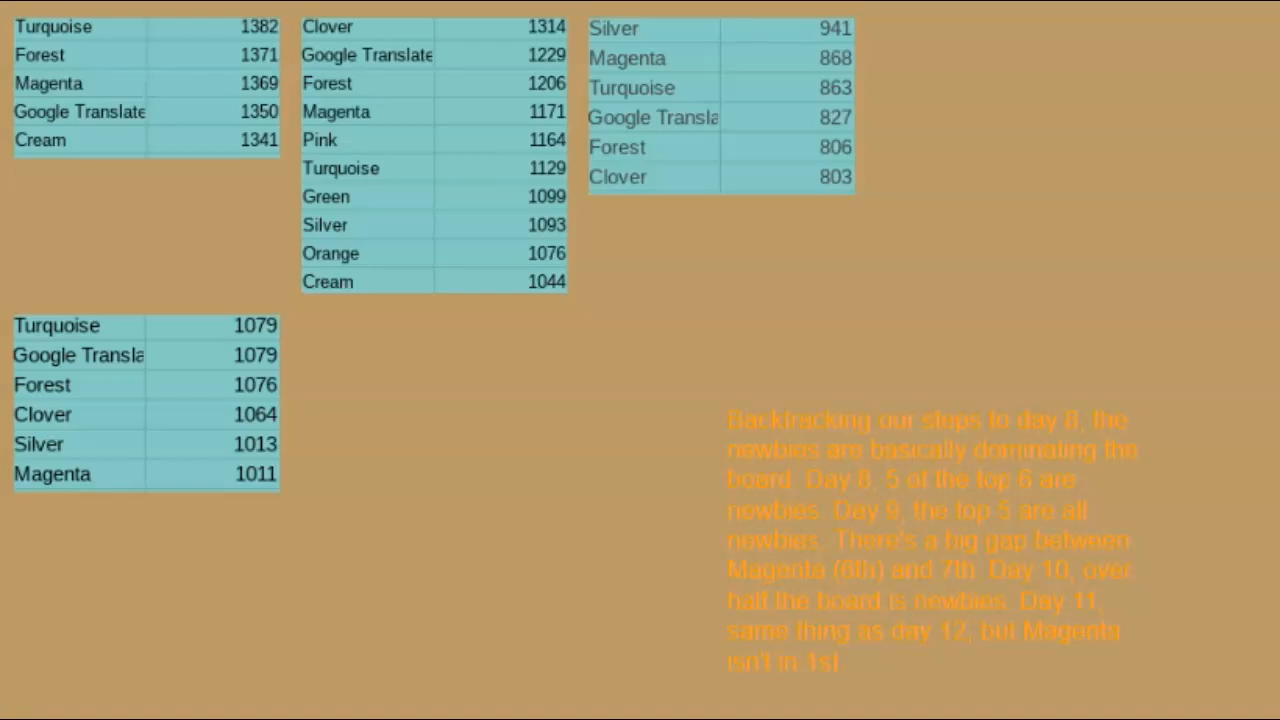 Turquoise 1382
Forest 1371
Magenta 1369
Google Translate 1350
Cream 1341
Clover 1314
Google Translate 1229
Forest 1206
Magenta 1171
Pink 1164
Turquoise 1129
Green 1099
Silver 1093
Orange 1076
Cream 1044
Silver 941
Magenta 868
Turquoise 863
Google Transla 827
Forest 806
Clover 803
Turquoise 1079
Google Transla 1079
Forest 1076
Clover 1064
Silver 1013
Magenta 1011
Backtracking our steps to day 8, the
newbies are basically dominating the
board. Day 8, 5 of the top 6 are
newbies. Day 9, the top 5 are all
newbies. There's a big gap between
Magenta (6th) and 7th. Day 10, over
half the board is newbies. Day 11,
same thing as day 12, but Magenta
isn't in 1st.